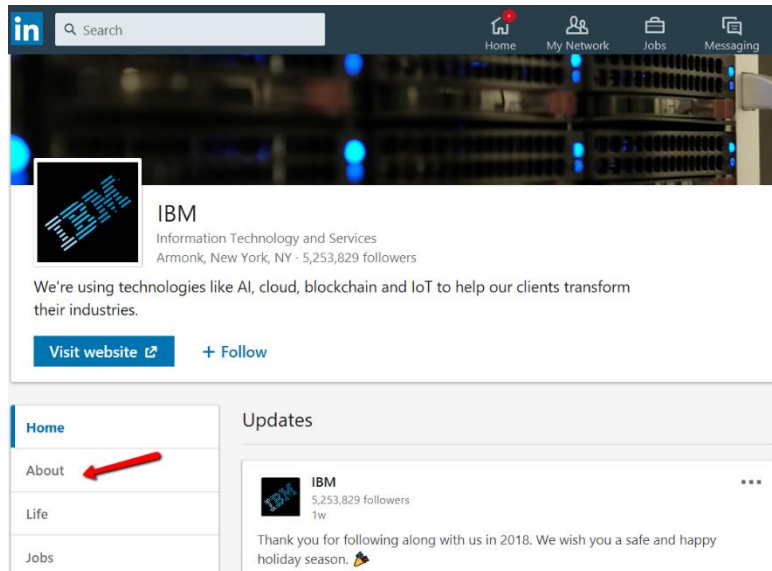 in
Search
Home
My Network
Jobs
Messaging
IBM
IBM
Information Technology and Services
Armonk, New York, NY · 5,253,829 followers
We're using technologies like AI, cloud, blockchain and IoT to help our clients transform
their industries.
Visit website
+ Follow
Home
About
Life
Jobs
Updates
IBM
IBM
5,253,829 followers
1w
Thank you for following along with us in 2018. We wish you a safe and happy
holiday season. 🎉